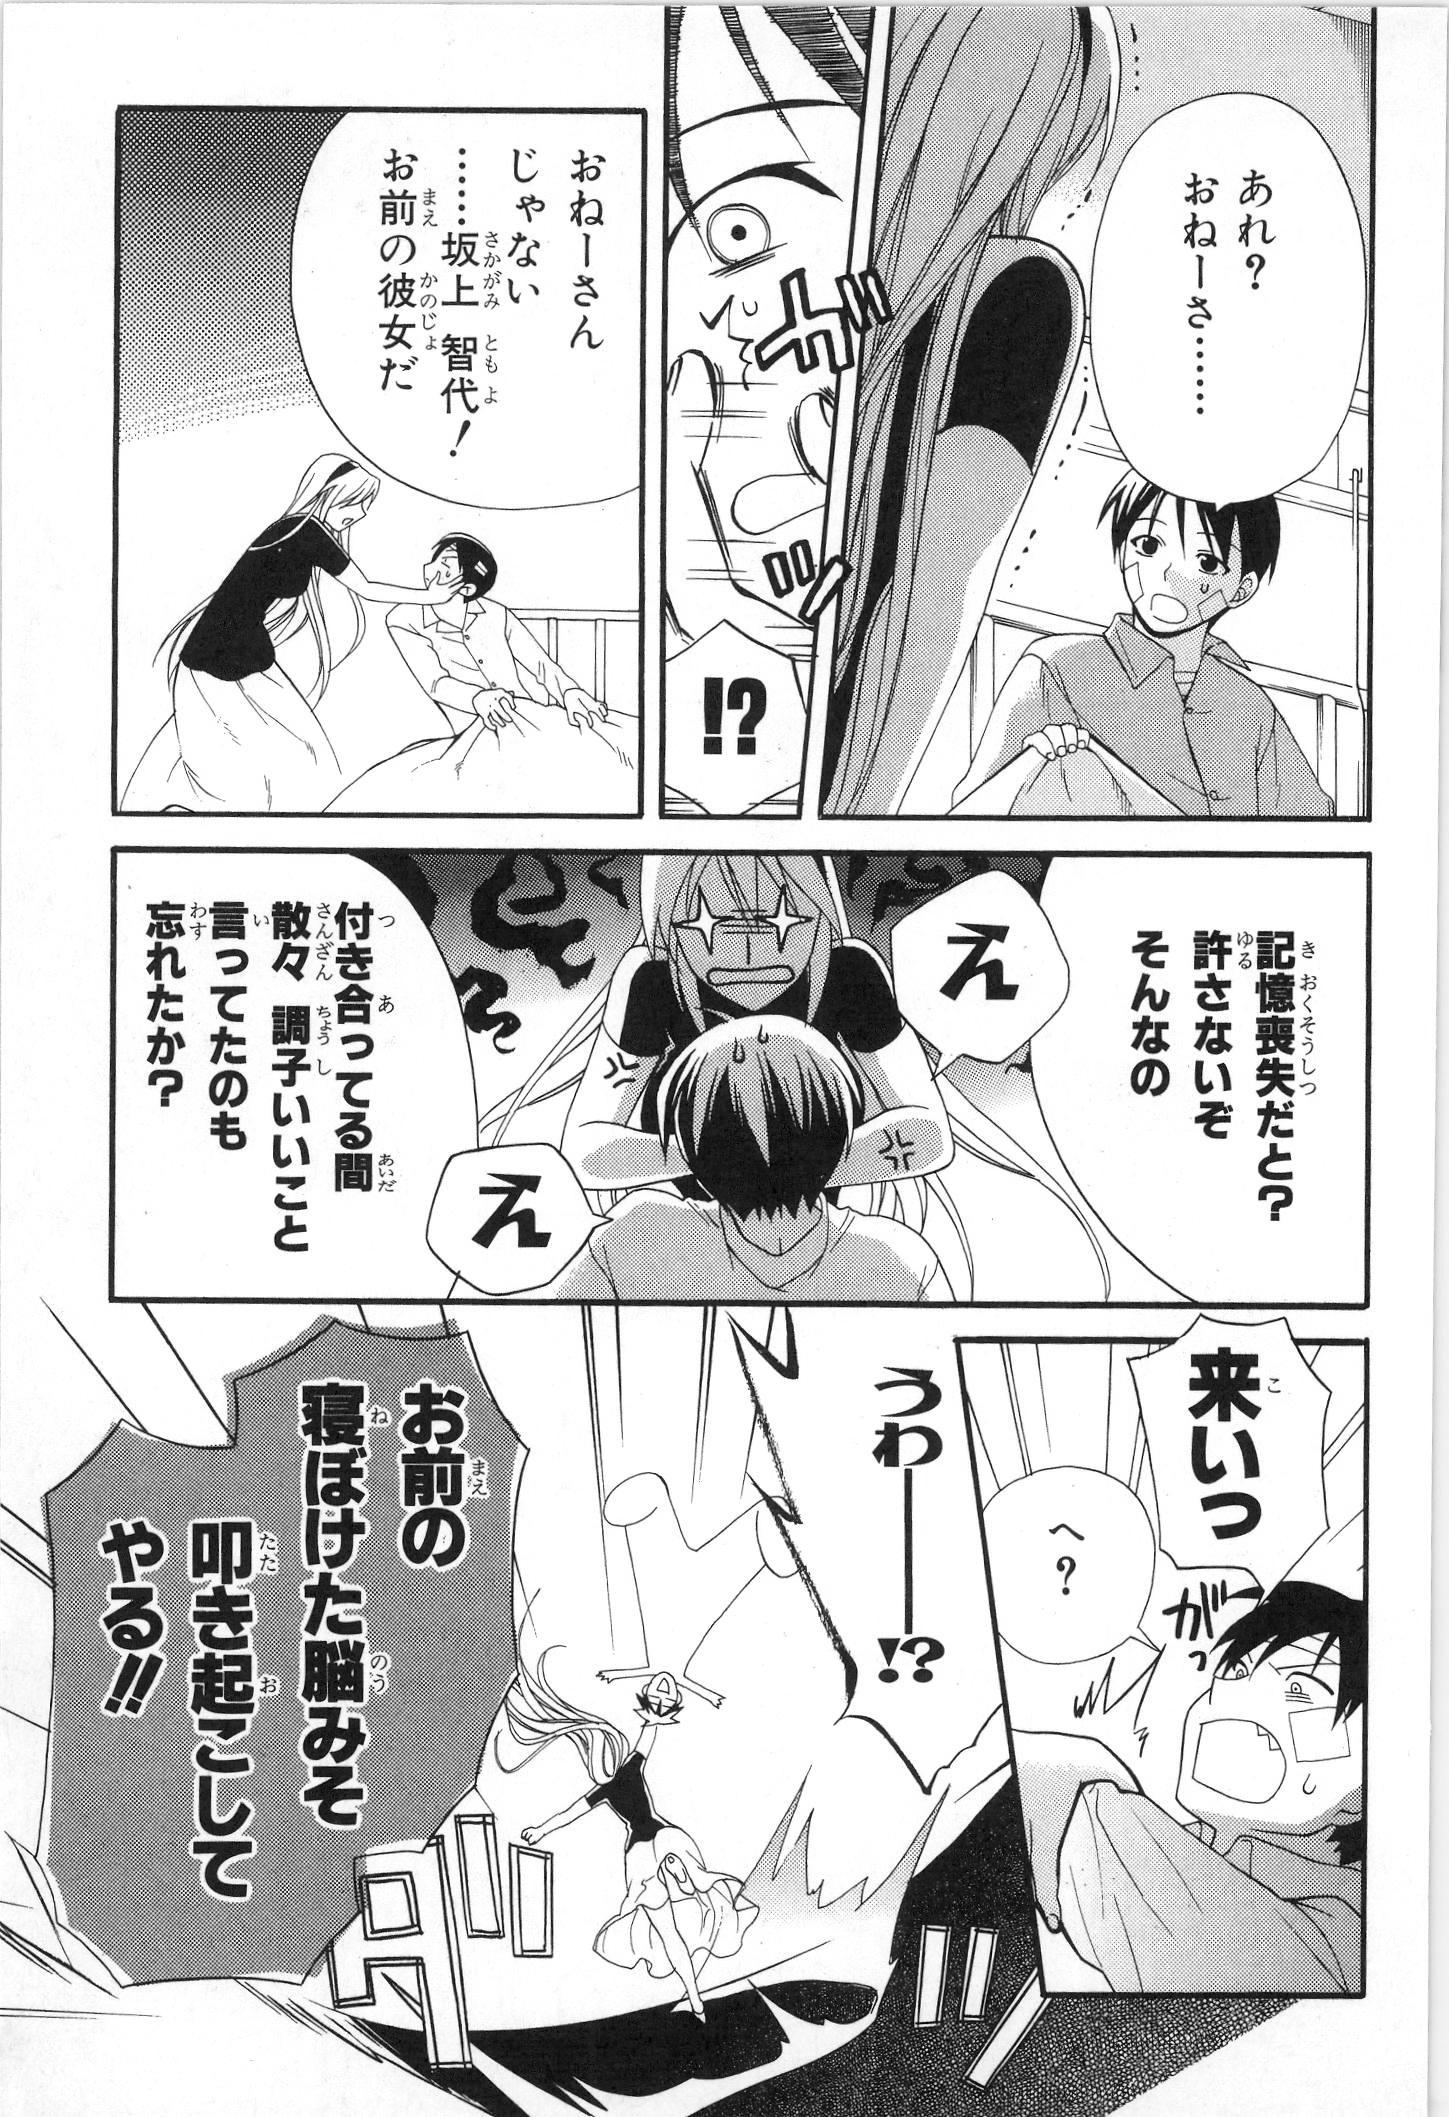 あれ？
おねーさ……
ガ
ガッ
!?
おねーさん
じゃない
……坂上 智代！
お前の彼女だ
記憶喪失だと？
許さないぞ
そんなの
え
え
付き合ってる間
散々 調子いいこと
言ってたのも
忘れたか？
来いっ
へ？
がっ
うわーーー!?
お前の
寝ぼけた脳みそ
叩き起こして
やる!!